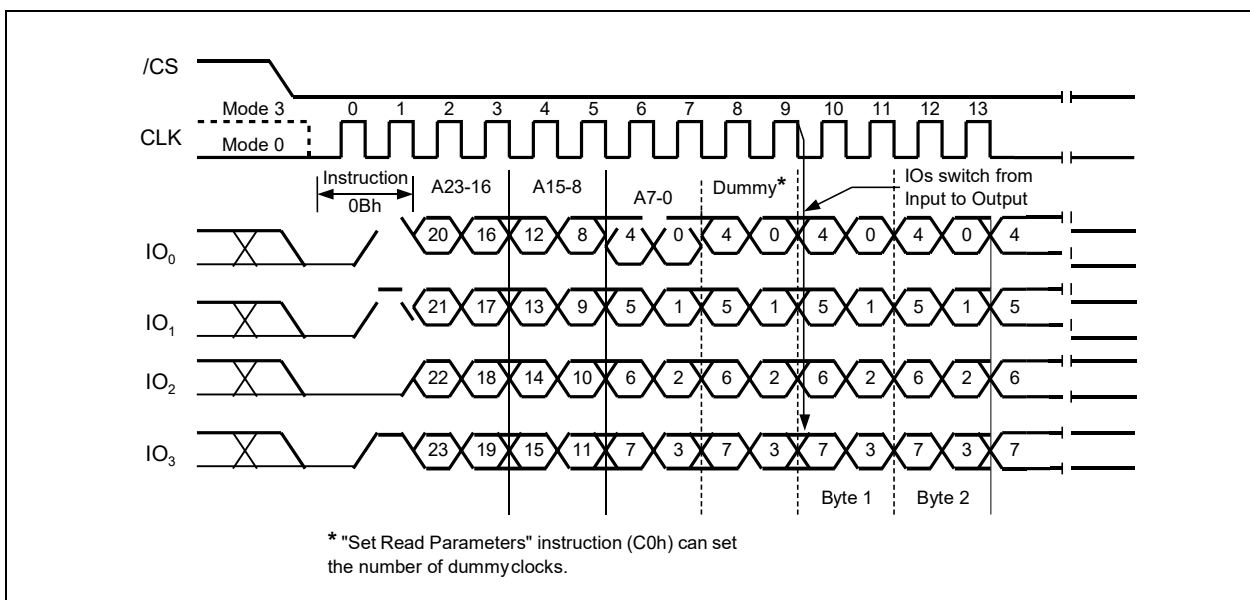 /CS
Mode 3
0 1 2 3 4 5 6 7 8 9 10 11 12 13
CLK
Mode 0
Instruction
A23-16 A15-8 A7-0 Dummy*
IOs switch from
Input to Output
0Bh
IO0
20 16 12 8 4 0 4 0 4 0 4 0 4
IO1
21 17 13 9 5 1 5 1 5 1 5 1 5
IO2
22 18 14 10 6 2 6 2 6 2 6 2 6
IO3
23 19 15 11 7 3 7 3 7 3 7 3 7
Byte 1 Byte 2
* "Set Read Parameters" instruction (C0h) can set
the number of dummyclocks.